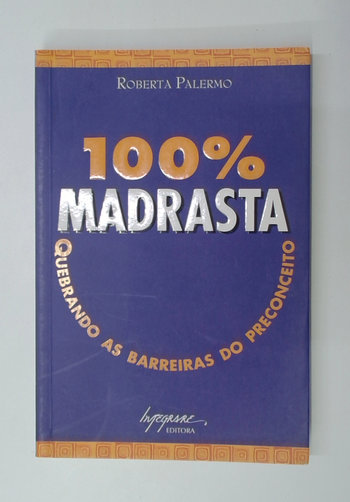 ROBERTA PALERMO
100%
MADRASTA
QUEBRANDO AS BARREIRAS DO PRECONCEITO
INTEGRARE
EDITORA